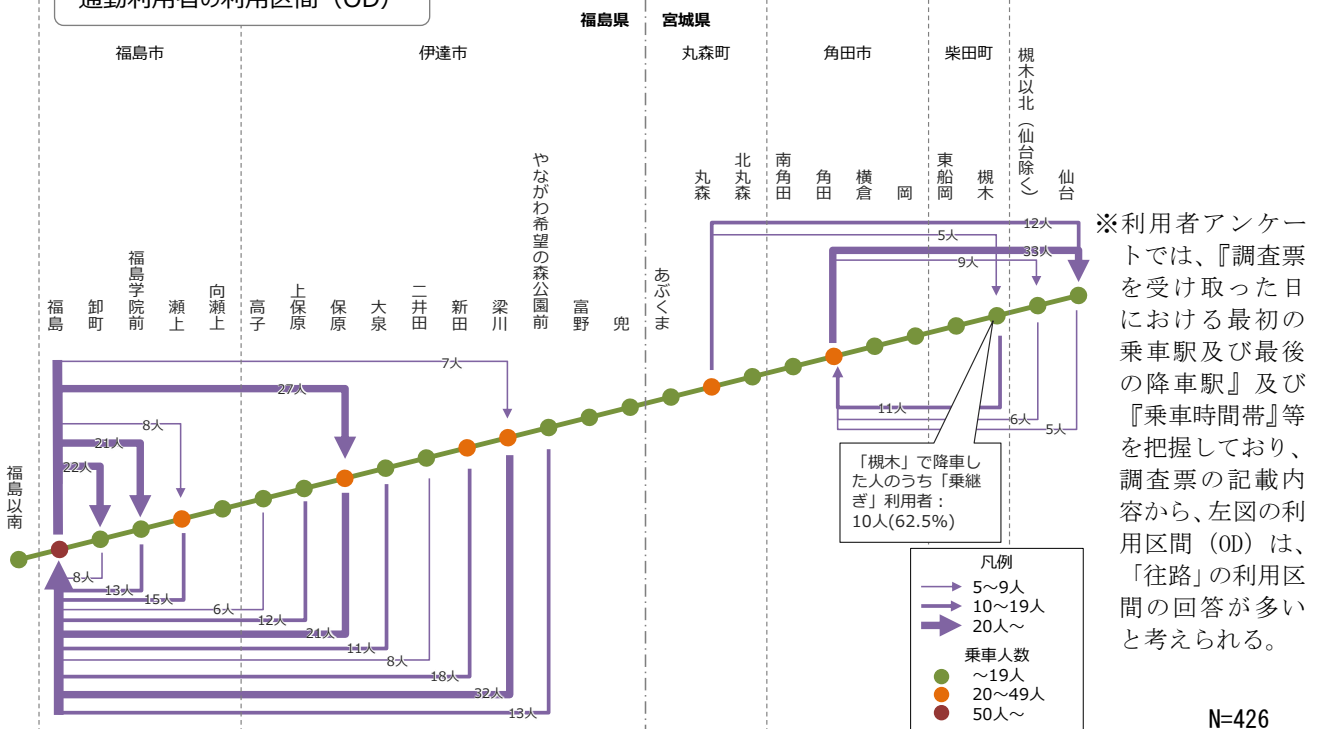 通勤利用者の利用区間（OD）
福島県
宮城県
福島市
伊達市
丸森町
角田市
柴田町
槻木以北（仙台除く）
福島以南
福島
卸町
福島学院前
瀬上
向瀬上
高子
上保原
保原
大泉
二井田
新田
梁川
やながわ希望の森公園前
富野
兜
あぶくま
丸森
北丸森
南角田
角田
横倉
岡
東船岡
槻木
仙台
12人
5人
33人
9人
7人
27人
8人
21人
22人
11人
6人
5人
8人
13人
15人
6人
12人
21人
11人
8人
18人
32人
13人
「槻木」で降車し
た人のうち「乗継
ぎ」利用者：
10人(62.5%)
凡例
5～9人
10～19人
20人～
乗車人数
～19人
20～49人
50人～
※利用者アンケー
トでは、『調査票
を受け取った日
における最初の
乗車駅及び最後
の降車駅』及び
『乗車時間帯』等
を把握しており、
調査票の記載内
容から、左図の利
用区間（OD）は、
「往路」の利用区
間の回答が多い
と考えられる。
N=426